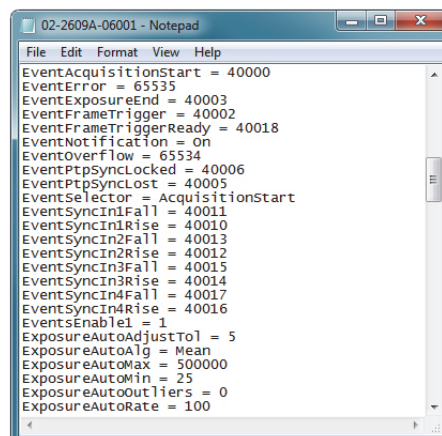 02-2609A-06001 - Notepad
File Edit Format View Help
EventAcquisitionStart = 40000
EventError = 65535
EventExposureEnd = 40003
EventFrameTrigger = 40002
EventFrameTriggerReady = 40018
EventNotification = On
EventOverflow = 65534
EventPtpSyncLocked = 40006
EventPtpSyncLost = 40005
EventSelector = AcquisitionStart
EventSyncIn1Fall = 40011
EventSyncIn1Rise = 40010
EventSyncIn2Fall = 40013
EventSyncIn2Rise = 40012
EventSyncIn3Fall = 40015
EventSyncIn3Rise = 40014
EventSyncIn4Fall = 40017
EventSyncIn4Rise = 40016
EventsEnable1 = 1
ExposureAutoAdjustTol = 5
ExposureAutoAlg = Mean
ExposureAutoMax = 500000
ExposureAutoMin = 25
ExposureAutoOutliers = 0
ExposureAutoRate = 100